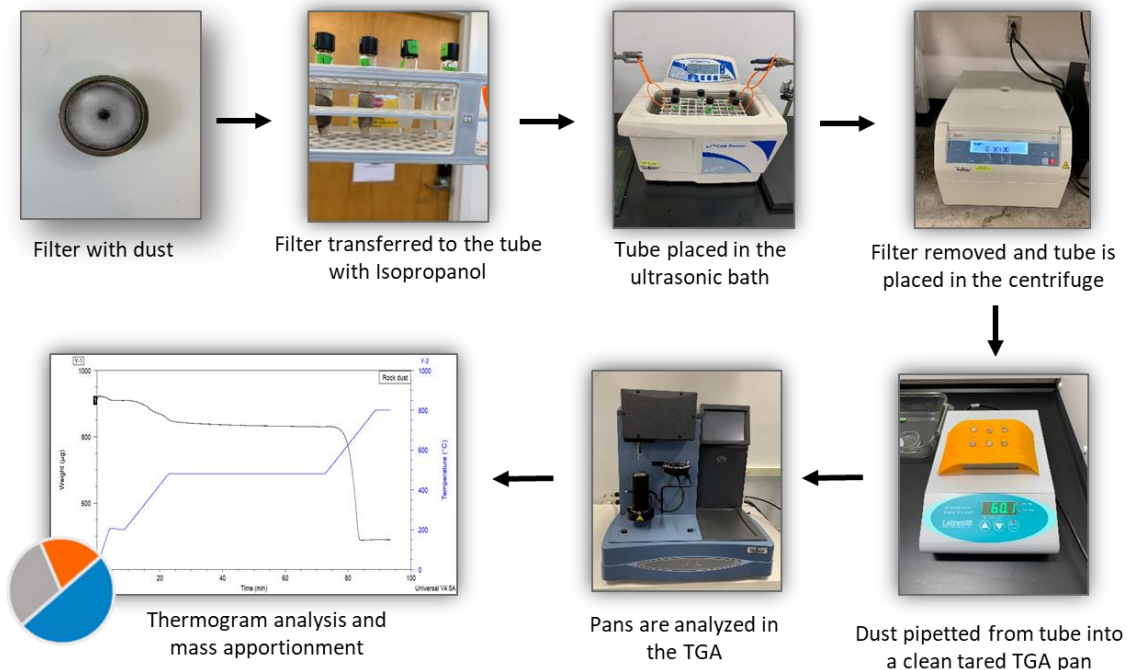 Filter with dust
Filter transferred to the tube
with Isopropanol
Tube placed in the
ultrasonic bath
Filter removed and tube is
placed in the centrifuge
Y-1
Y-2
Rock dust
1000
800
600
Weight (µg)
1000
800
600
400
200
0
Temperature (°C)
20
40
60
80
100
Time (min)
Universal V4.5A
Thermogram analysis and
mass apportionment
Pans are analyzed in
the TGA
60.1
Labnet
Dust pipetted from tube into
a clean tared TGA pan